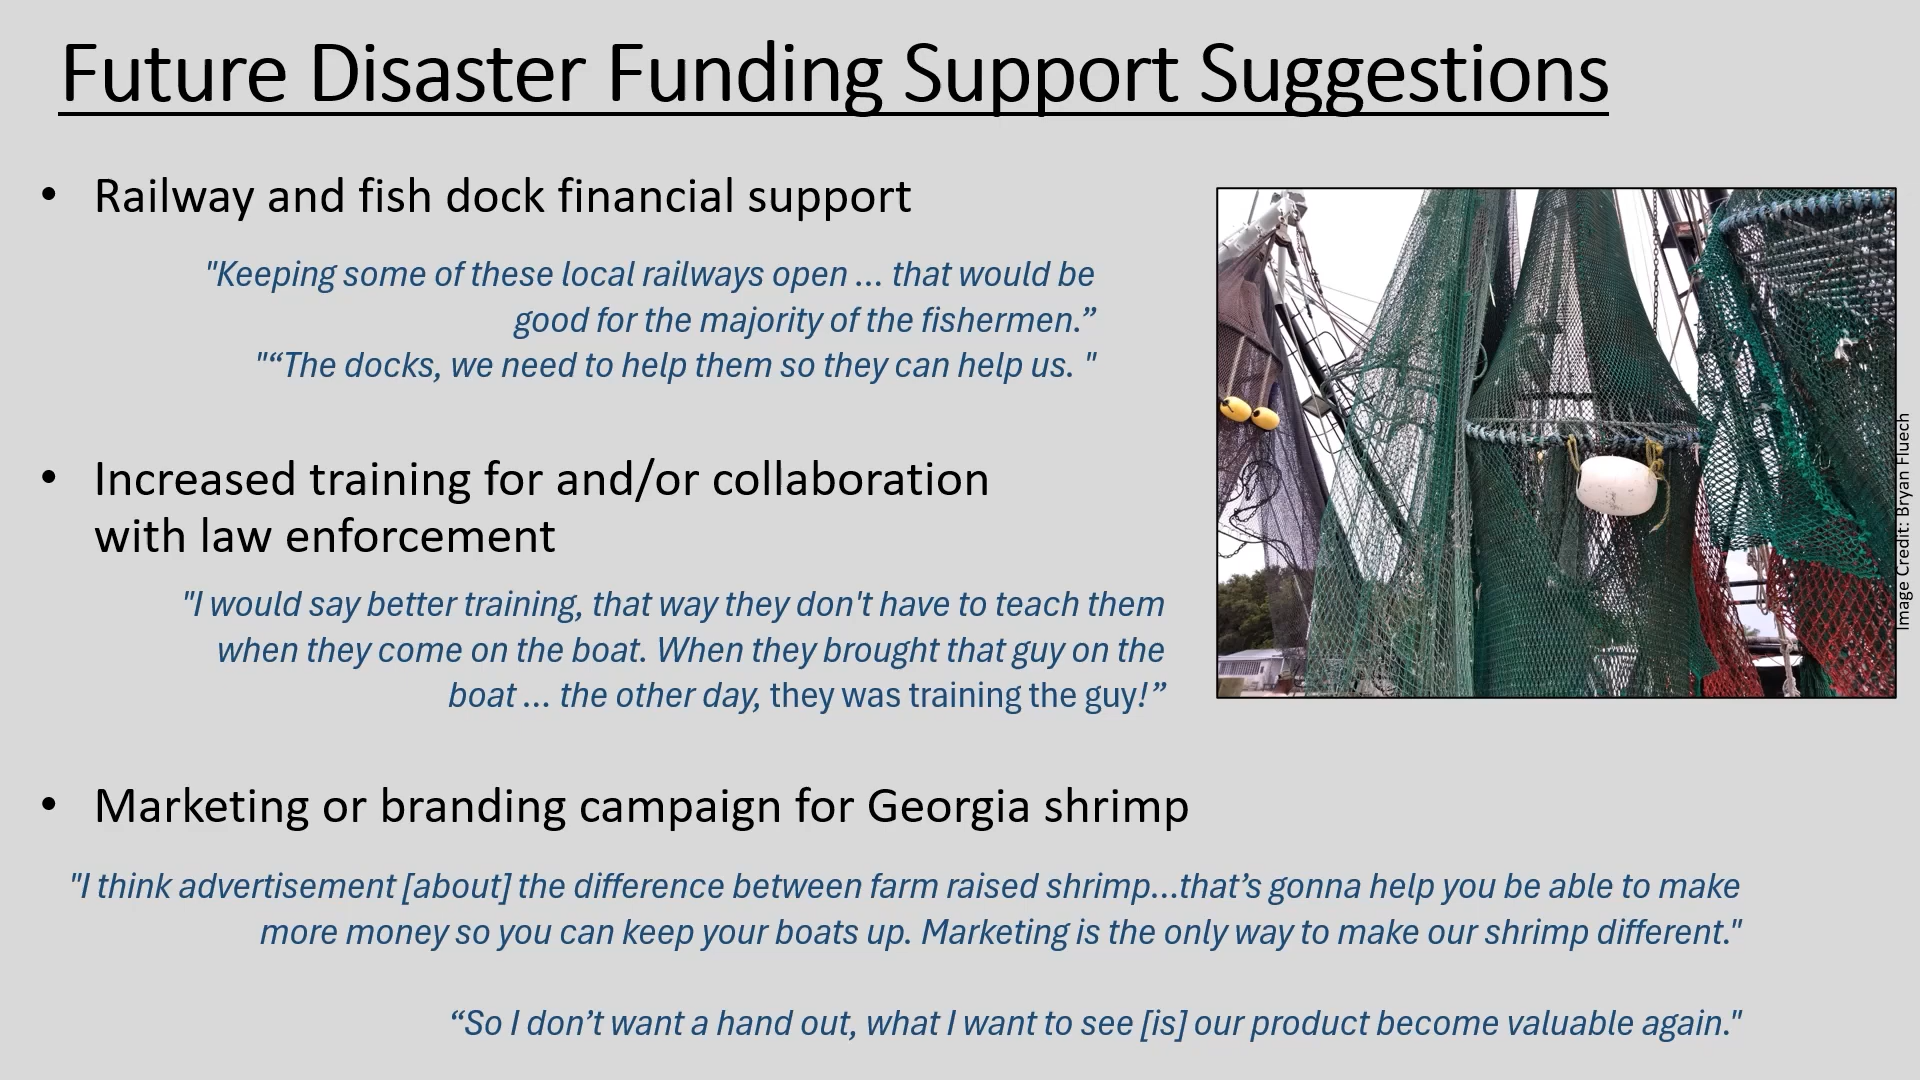 Future Disaster Funding Support Suggestions
• Railway and fish dock financial support
"Keeping some of these local railways open ... that would be
good for the majority of the fishermen.”
"“The docks, we need to help them so they can help us. "
• Increased training for and/or collaboration
with law enforcement
"I would say better training, that way they don't have to teach them
when they come on the boat. When they brought that guy on the
boat ... the other day, they was training the guy!”
• Marketing or branding campaign for Georgia shrimp
"I think advertisement [about] the difference between farm raised shrimp...that’s gonna help you be able to make
more money so you can keep your boats up. Marketing is the only way to make our shrimp different."
“So I don’t want a hand out, what I want to see [is] our product become valuable again."
Image Credit: Bryan Fluech